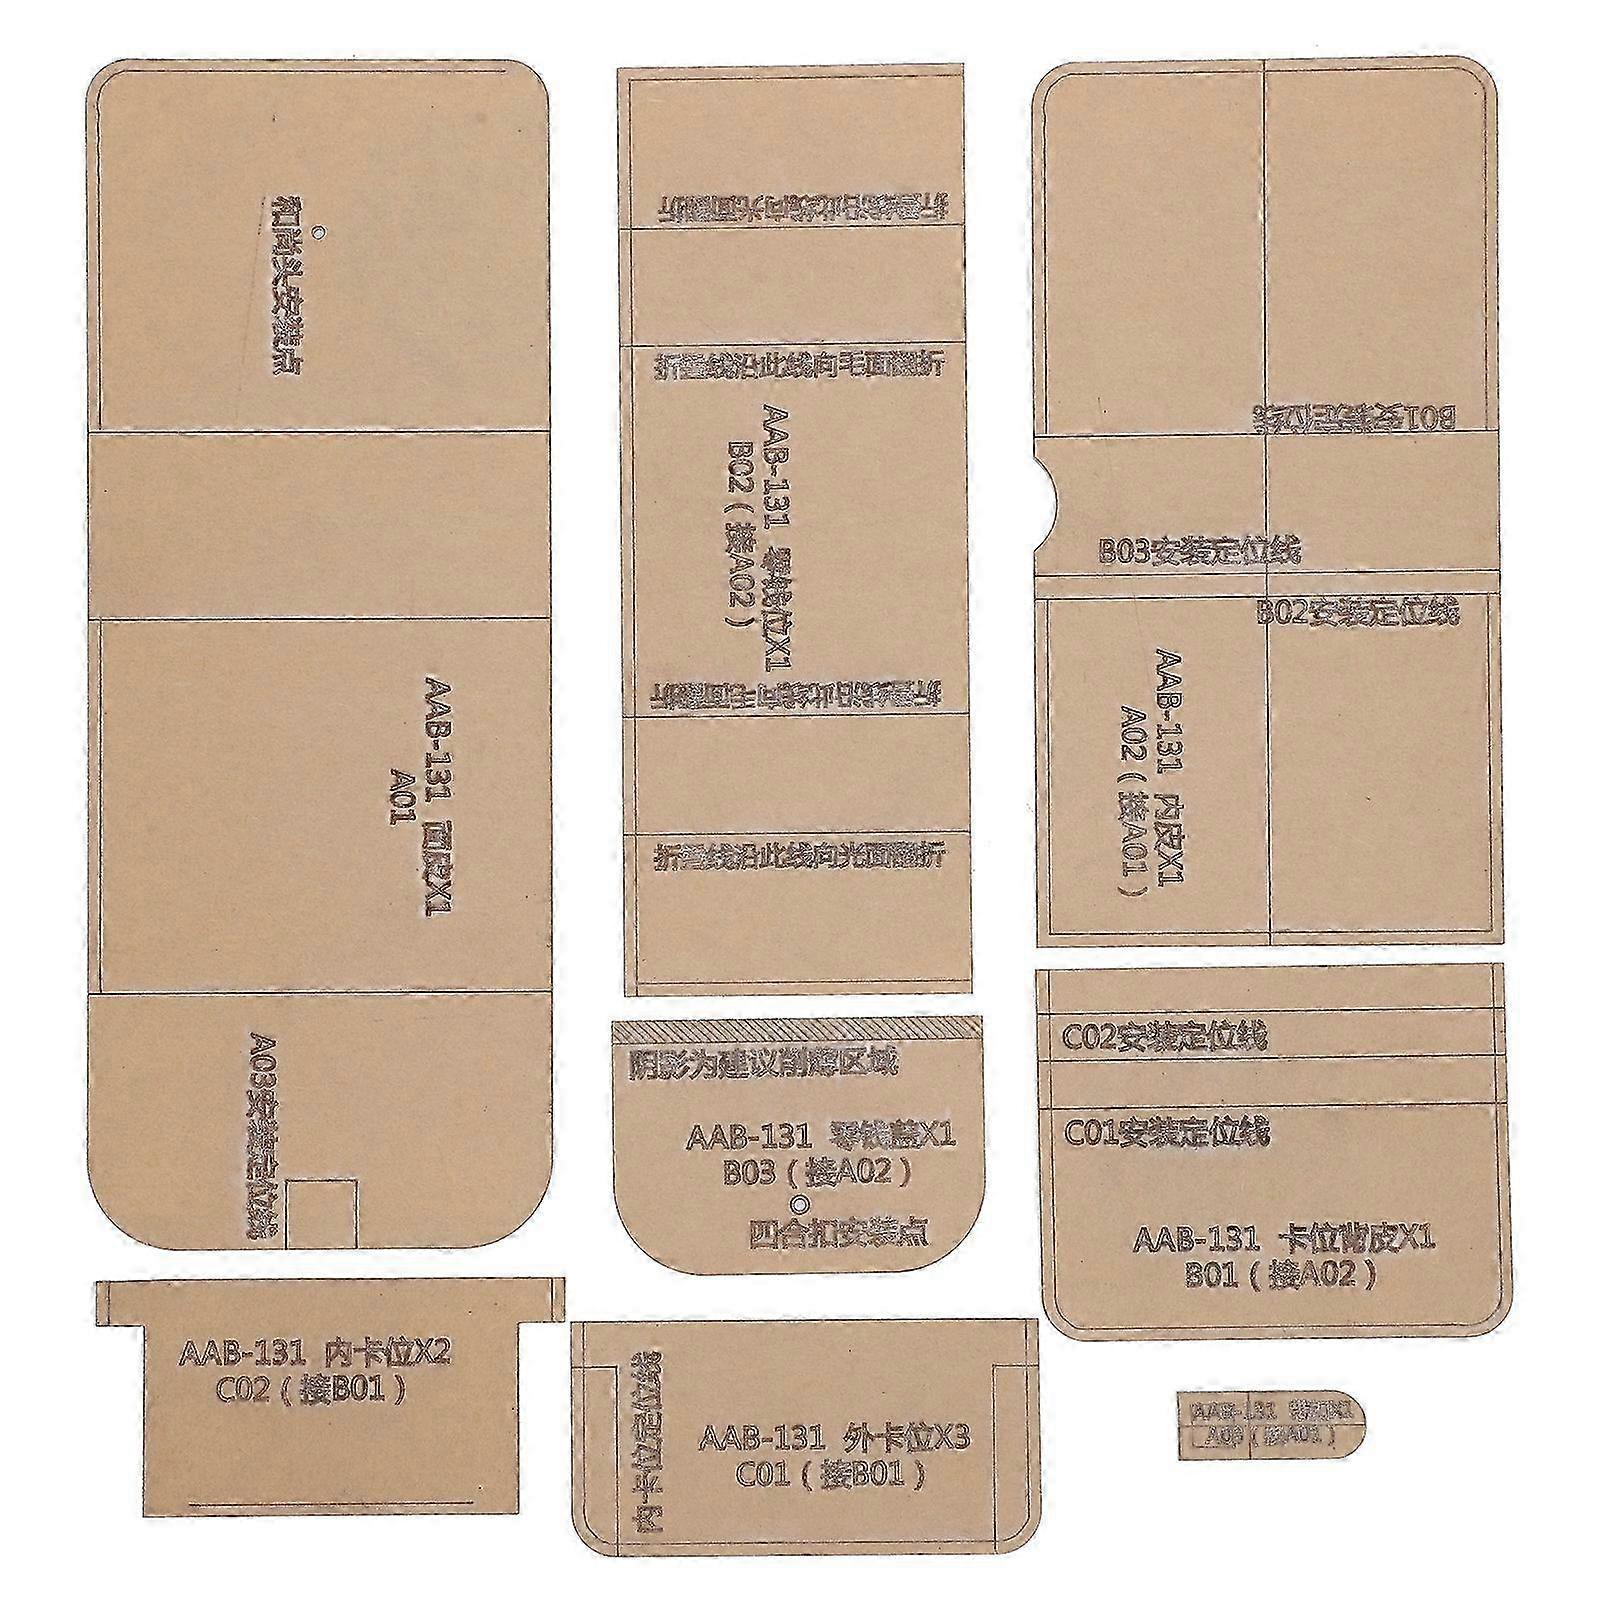 和尚头安装点
AAB-131 面皮X1
A01
A03安装定位线
折叠线沿此线向光面翻折
折叠线沿此线向毛面翻折
AAB-131 零钱位X1
B02（接A02）
折叠线沿此线向毛面翻折
折叠线沿此线向光面翻折
B01安装定位线
B03安装定位线
B02安装定位线
AAB-131 内皮X1
A02（接A01）
阴影为建议削薄区域
AAB-131 零钱盖X1
B03（接A02）
四合扣安装点
C02安装定位线
C01安装定位线
AAB-131 卡位背皮X1
B01（接A02）
AAB-131 内卡位X2
C02（接B01）
内卡位定位线
AAB-131 外卡位X3
C01（接B01）
AAB-131
A03（接A01）